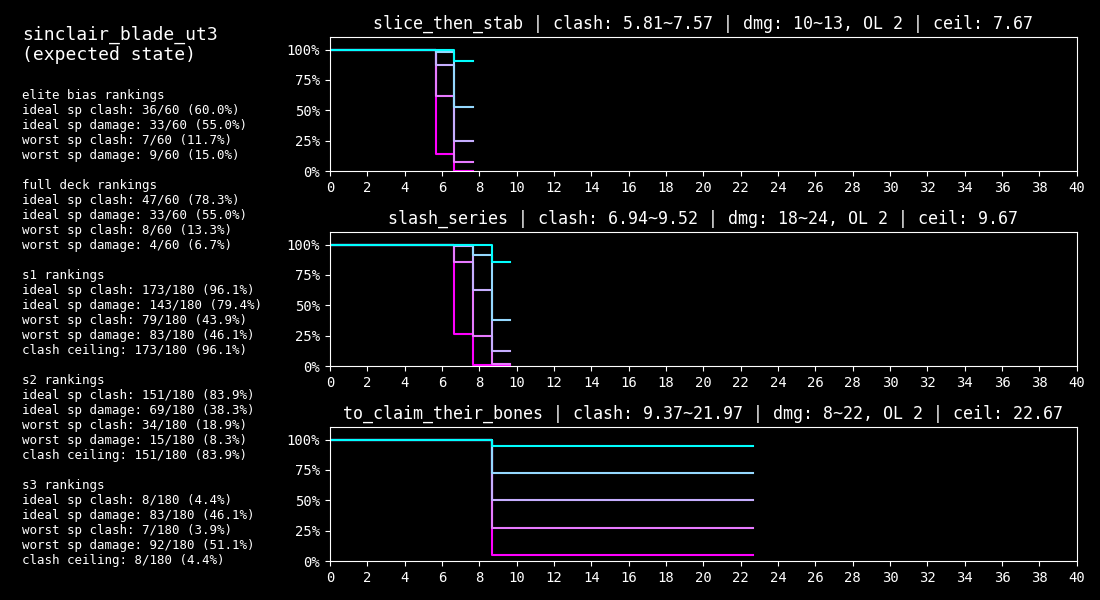 sinclair_blade_ut3
(expected state)
elite bias rankings
ideal sp clash: 36/60 (60.0%)
ideal sp damage: 33/60 (55.0%)
worst sp clash: 7/60 (11.7%)
worst sp damage: 9/60 (15.0%)
full deck rankings
ideal sp clash: 47/60 (78.3%)
ideal sp damage: 33/60 (55.0%)
worst sp clash: 8/60 (13.3%)
worst sp damage: 4/60 (6.7%)
s1 rankings
ideal sp clash: 173/180 (96.1%)
ideal sp damage: 143/180 (79.4%)
worst sp clash: 79/180 (43.9%)
worst sp damage: 83/180 (46.1%)
clash ceiling: 173/180 (96.1%)
s2 rankings
ideal sp clash: 151/180 (83.9%)
ideal sp damage: 69/180 (38.3%)
worst sp clash: 34/180 (18.9%)
worst sp damage: 15/180 (8.3%)
clash ceiling: 151/180 (83.9%)
s3 rankings
ideal sp clash: 8/180 (4.4%)
ideal sp damage: 83/180 (46.1%)
worst sp clash: 7/180 (3.9%)
worst sp damage: 92/180 (51.1%)
clash ceiling: 8/180 (4.4%)
slice_then_stab | clash: 5.81~7.57 | dmg: 10~13, OL 2 | ceil: 7.67
100%
75%
50%
25%
0%
0 2 4 6 8 10 12 14 16 18 20 22 24 26 28 30 32 34 36 38 40
slash_series | clash: 6.94~9.52 | dmg: 18~24, OL 2 | ceil: 9.67
100%
75%
50%
25%
0%
0 2 4 6 8 10 12 14 16 18 20 22 24 26 28 30 32 34 36 38 40
to_claim_their_bones | clash: 9.37~21.97 | dmg: 8~22, OL 2 | ceil: 22.67
100%
75%
50%
25%
0%
0 2 4 6 8 10 12 14 16 18 20 22 24 26 28 30 32 34 36 38 40